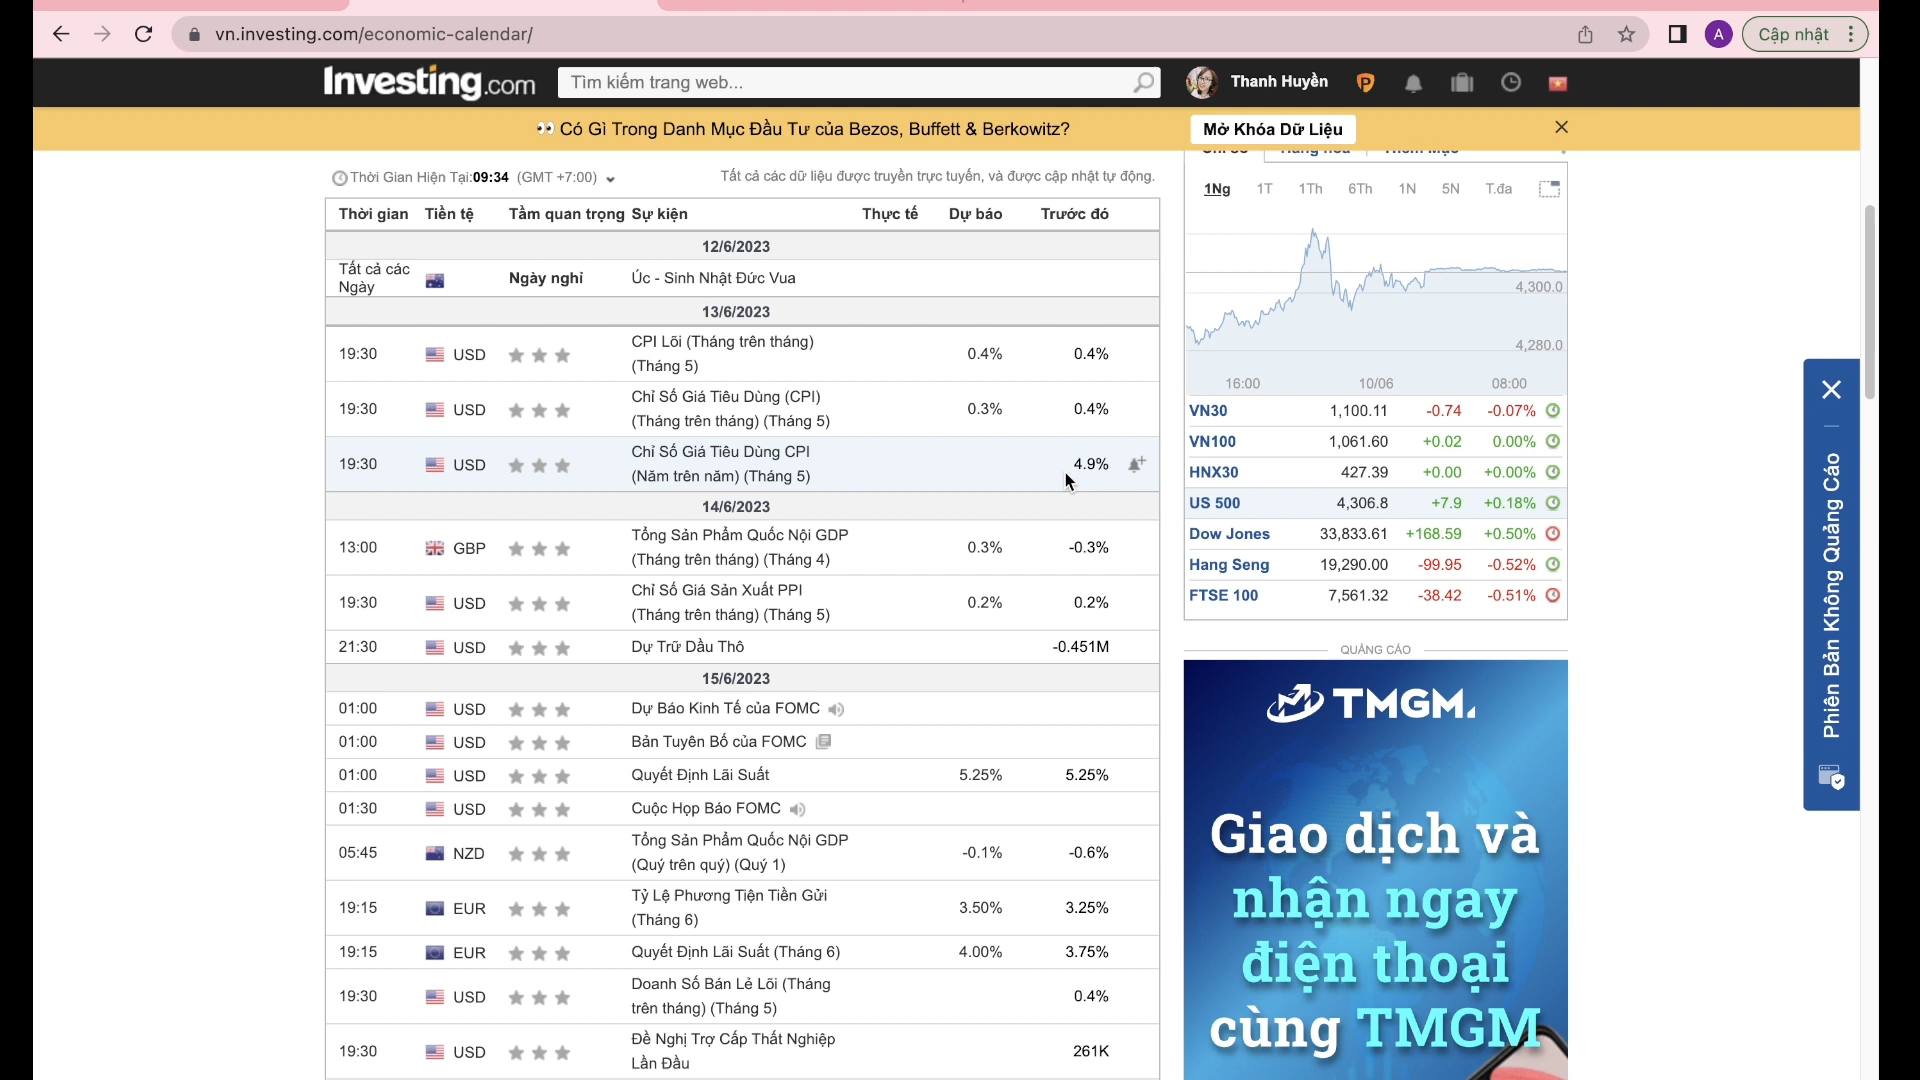 vn.investing.com/economic-calendar/
A
Cập nhật
Investing.com
Tìm kiếm trang web...
Thanh Huyền
P
👀 Có Gì Trong Danh Mục Đầu Tư của Bezos, Buffett & Berkowitz?
Mở Khóa Dữ Liệu
Thời Gian Hiện Tại:09:34 (GMT +7:00)
Tất cả các dữ liệu được truyền trực tuyến, và được cập nhật tự động.
Thời gian Tiền tệ Tầm quan trọng Sự kiện Thực tế Dự báo Trước đó
12/6/2023
Tất cả các
Ngày
Ngày nghỉ Úc - Sinh Nhật Đức Vua
13/6/2023
19:30 USD CPI Lõi (Tháng trên tháng)
(Tháng 5) 0.4% 0.4%
19:30 USD Chỉ Số Giá Tiêu Dùng (CPI)
(Tháng trên tháng) (Tháng 5) 0.3% 0.4%
19:30 USD Chỉ Số Giá Tiêu Dùng CPI
(Năm trên năm) (Tháng 5) 4.9%
14/6/2023
13:00 GBP Tổng Sản Phẩm Quốc Nội GDP
(Tháng trên tháng) (Tháng 4) 0.3% -0.3%
19:30 USD Chỉ Số Giá Sản Xuất PPI
(Tháng trên tháng) (Tháng 5) 0.2% 0.2%
21:30 USD Dự Trữ Dầu Thô -0.451M
15/6/2023
01:00 USD Dự Báo Kinh Tế của FOMC
01:00 USD Bản Tuyên Bố của FOMC
01:00 USD Quyết Định Lãi Suất 5.25% 5.25%
01:30 USD Cuộc Họp Báo FOMC
05:45 NZD Tổng Sản Phẩm Quốc Nội GDP
(Quý trên quý) (Quý 1) -0.1% -0.6%
19:15 EUR Tỷ Lệ Phương Tiện Tiền Gửi
(Tháng 6) 3.50% 3.25%
19:15 EUR Quyết Định Lãi Suất (Tháng 6) 4.00% 3.75%
19:30 USD Doanh Số Bán Lẻ Lõi (Tháng
trên tháng) (Tháng 5) 0.4%
19:30 USD Đề Nghị Trợ Cấp Thất Nghiệp
Lần Đầu 261K
1Ng 1T 1Th 6Th 1N 5N T.đa
4,300.0
4,280.0
16:00 10/06 08:00
VN30 1,100.11 -0.74 -0.07%
VN100 1,061.60 +0.02 0.00%
HNX30 427.39 +0.00 +0.00%
US 500 4,306.8 +7.9 +0.18%
Dow Jones 33,833.61 +168.59 +0.50%
Hang Seng 19,290.00 -99.95 -0.52%
FTSE 100 7,561.32 -38.42 -0.51%
QUẢNG CÁO
TMGM
Giao dịch và
nhận ngay
điện thoại
cùng TMGM
Phiên Bản Không Quảng Cáo